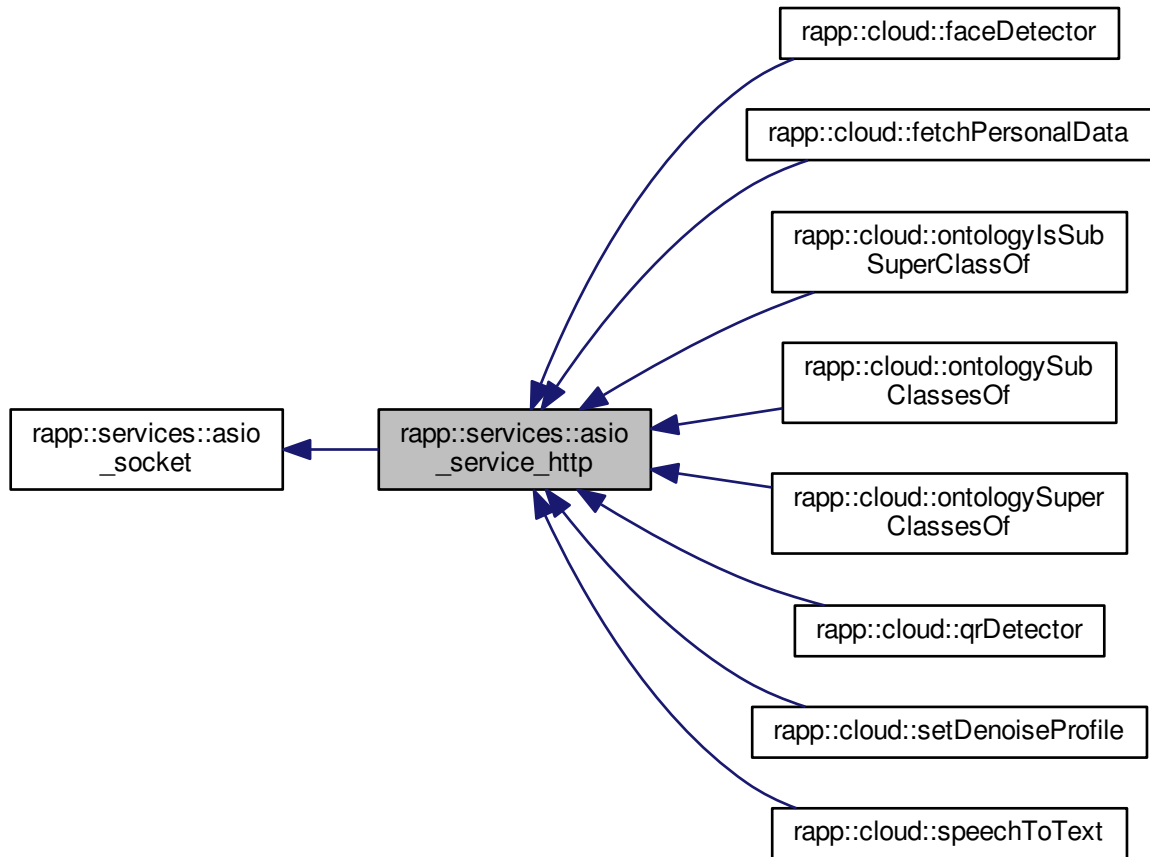 rapp::cloud::faceDetector
rapp::cloud::fetchPersonalData
rapp::cloud::ontologyIsSub
SuperClassOf
rapp::cloud::ontologySub
ClassesOf
rapp::services::asio
_socket
rapp::services::asio
_service_http
rapp::cloud::ontologySuper
ClassesOf
rapp::cloud::qrDetector
rapp::cloud::setDenoiseProfile
rapp::cloud::speechToText